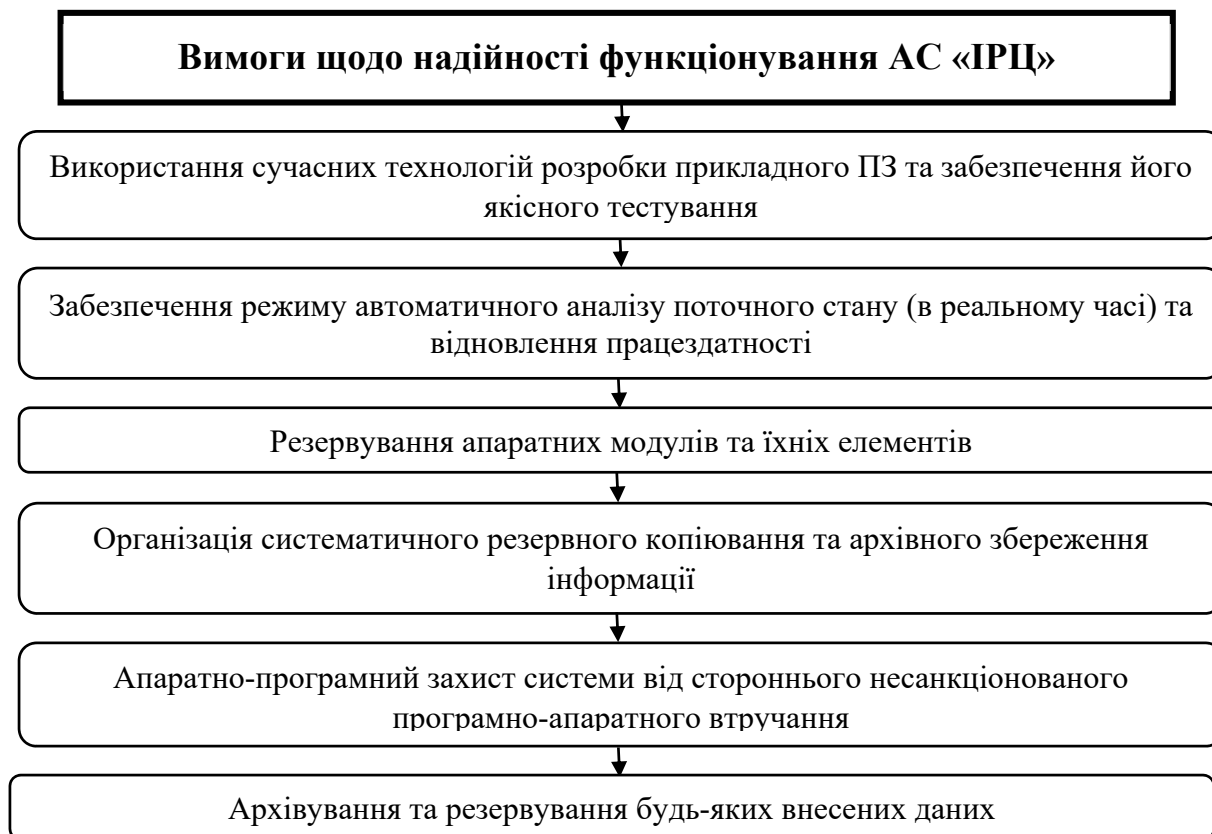 Вимоги щодо надійності функціонування АС «ІРЦ»
Використання сучасних технологій розробки прикладного ПЗ та забезпечення його
якісного тестування
Забезпечення режиму автоматичного аналізу поточного стану (в реальному часі) та
відновлення працездатності
Резервування апаратних модулів та їхніх елементів
Організація систематичного резервного копіювання та архівного збереження
інформації
Апаратно-програмний захист системи від стороннього несанкціонованого
програмно-апаратного втручання
Архівування та резервування будь-яких внесених даних